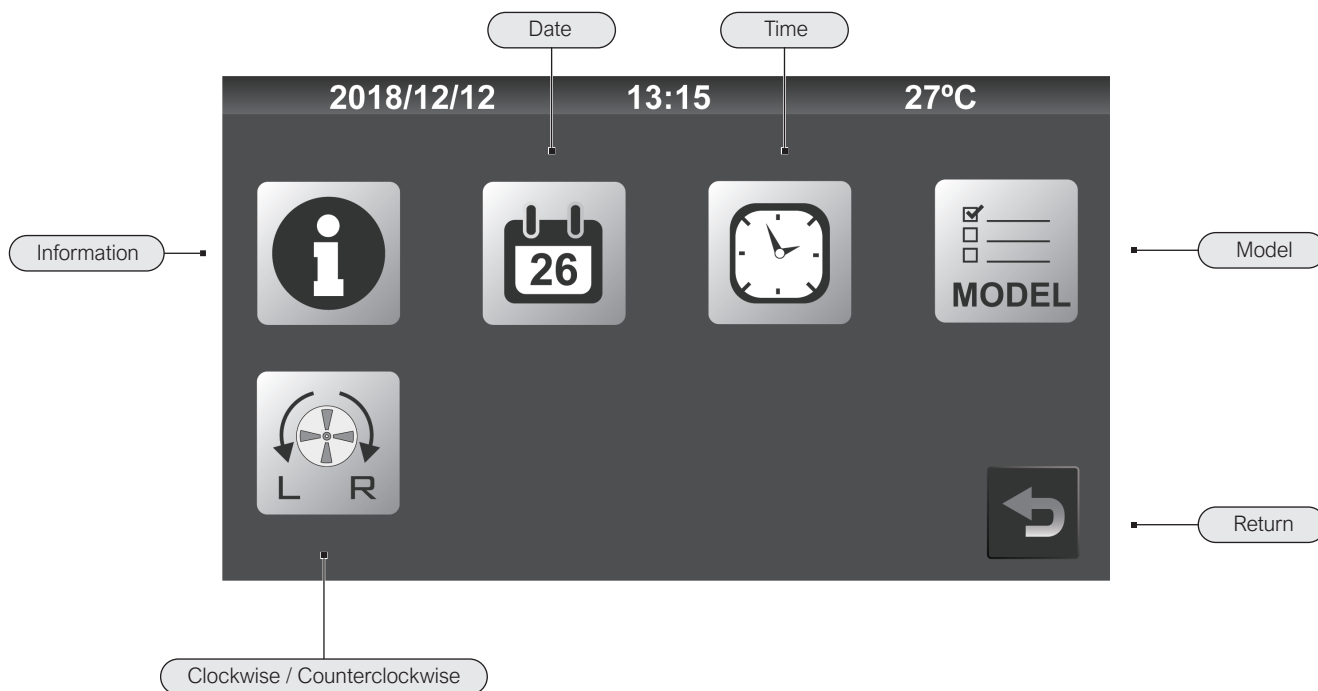 Date
Time
2018/12/12 13:15 27ºC
Information
26
MODEL
Model
L R
Return
Clockwise / Counterclockwise